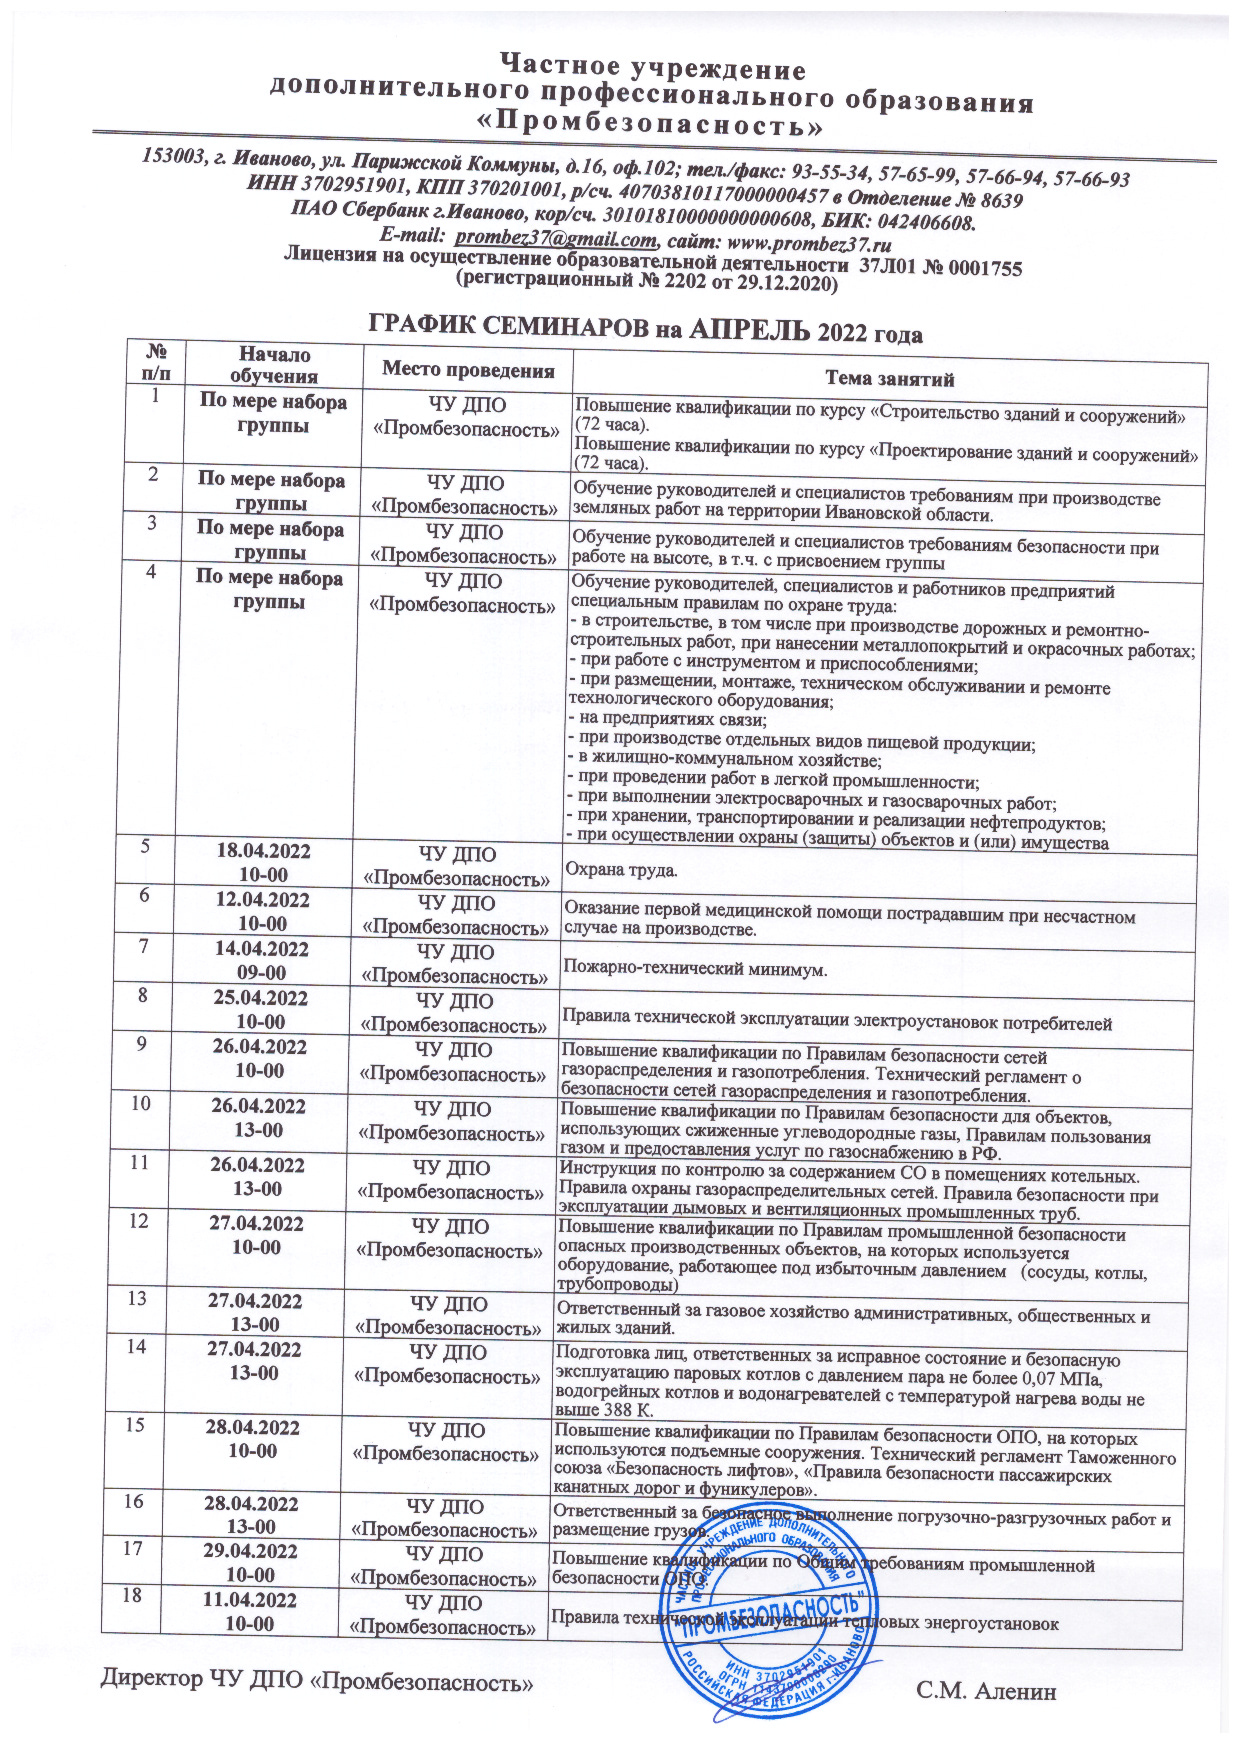 Частное учреждение
дополнительного профессионального образования
«Промбезопасность»
153003, г. Иваново, ул. Парижской Коммуны, д.16, оф.102; тел./факс: 93-55-34, 57-65-99, 57-66-94, 57-66-93
ИНН 3702951901, КПП 370201001, р/сч. 40703810117000000457 в Отделение № 8639
ПАО Сбербанк г.Иваново, кор/сч. 30101810000000000608, БИК: 042406608.
E-mail: prombez37@gmail.com, сайт: www.prombez37.ru
Лицензия на осуществление образовательной деятельности 37Л01 № 0001755
(регистрационный № 2202 от 29.12.2020)
ГРАФИК СЕМИНАРОВ на АПРЕЛЬ 2022 года
№ п/п
Начало обучения
Место проведения
Тема занятий
1
По мере набора
группы
ЧУ ДПО
«Промбезопасность»
Повышение квалификации по курсу «Строительство зданий и сооружений»
(72 часа).
Повышение квалификации по курсу «Проектирование зданий и сооружений»
(72 часа).
2
По мере набора
группы
ЧУ ДПО
«Промбезопасность»
Обучение руководителей и специалистов требованиям при производстве
земляных работ на территории Ивановской области.
3
По мере набора
группы
ЧУ ДПО
«Промбезопасность»
Обучение руководителей и специалистов требованиям безопасности при
работе на высоте, в т.ч. с присвоением группы
4
По мере набора
группы
ЧУ ДПО
«Промбезопасность»
Обучение руководителей, специалистов и работников предприятий
специальным правилам по охране труда:
- в строительстве, в том числе при производстве дорожных и ремонтно-
строительных работ, при нанесении металлопокрытий и окрасочных работах;
- при работе с инструментом и приспособлениями;
- при размещении, монтаже, техническом обслуживании и ремонте
технологического оборудования;
- на предприятиях связи;
- при производстве отдельных видов пищевой продукции;
- в жилищно-коммунальном хозяйстве;
- при проведении работ в легкой промышленности;
- при выполнении электросварочных и газосварочных работ;
- при хранении, транспортировании и реализации нефтепродуктов;
- при осуществлении охраны (защиты) объектов и (или) имущества
5
18.04.2022
10-00
ЧУ ДПО
«Промбезопасность»
Охрана труда.
6
12.04.2022
10-00
ЧУ ДПО
«Промбезопасность»
Оказание первой медицинской помощи пострадавшим при несчастном
случае на производстве.
7
14.04.2022
09-00
ЧУ ДПО
«Промбезопасность»
Пожарно-технический минимум.
8
25.04.2022
10-00
ЧУ ДПО
«Промбезопасность»
Правила технической эксплуатации электроустановок потребителей
9
26.04.2022
10-00
ЧУ ДПО
«Промбезопасность»
Повышение квалификации по Правилам безопасности сетей
газораспределения и газопотребления. Технический регламент о
безопасности сетей газораспределения и газопотребления.
10
26.04.2022
13-00
ЧУ ДПО
«Промбезопасность»
Повышение квалификации по Правилам безопасности для объектов,
использующих сжиженные углеводородные газы, Правилам пользования
газом и предоставления услуг по газоснабжению в РФ.
11
26.04.2022
13-00
ЧУ ДПО
«Промбезопасность»
Инструкция по контролю за содержанием СО в помещениях котельных.
Правила охраны газораспределительных сетей. Правила безопасности при
эксплуатации дымовых и вентиляционных промышленных труб.
12
27.04.2022
10-00
ЧУ ДПО
«Промбезопасность»
Повышение квалификации по Правилам промышленной безопасности
опасных производственных объектов, на которых используется
оборудование, работающее под избыточным давлением (сосуды, котлы,
трубопроводы)
13
27.04.2022
13-00
ЧУ ДПО
«Промбезопасность»
Ответственный за газовое хозяйство административных, общественных и
жилых зданий.
14
27.04.2022
13-00
ЧУ ДПО
«Промбезопасность»
Подготовка лиц, ответственных за исправное состояние и безопасную
эксплуатацию паровых котлов с давлением пара не более 0,07 МПа,
водогрейных котлов и водонагревателей с температурой нагрева воды не
выше 388 К.
15
28.04.2022
10-00
ЧУ ДПО
«Промбезопасность»
Повышение квалификации по Правилам безопасности ОПО, на которых
используются подъемные сооружения. Технический регламент Таможенного
союза «Безопасность лифтов», «Правила безопасности пассажирских
канатных дорог и фуникулеров».
16
28.04.2022
13-00
ЧУ ДПО
«Промбезопасность»
Ответственный за безопасное выполнение погрузочно-разгрузочных работ и
размещение грузов.
17
29.04.2022
10-00
ЧУ ДПО
«Промбезопасность»
Повышение квалификации по Общим требованиям промышленной
безопасности ОПО.
18
11.04.2022
10-00
ЧУ ДПО
«Промбезопасность»
Правила технической эксплуатации тепловых энергоустановок
ЧАСТНОЕ УЧРЕЖДЕНИЕ ДОПОЛНИТЕЛЬНОГО
ПРОФЕССИОНАЛЬНОГО ОБРАЗОВАНИЯ
"ПРОМБЕЗОПАСНОСТЬ"
ИНН 3702951901
ОГРН
РОССИЙСКАЯ ФЕДЕРАЦИЯ г.ИВАНОВО
Директор ЧУ ДПО «Промбезопасность»
С.М. Аленин